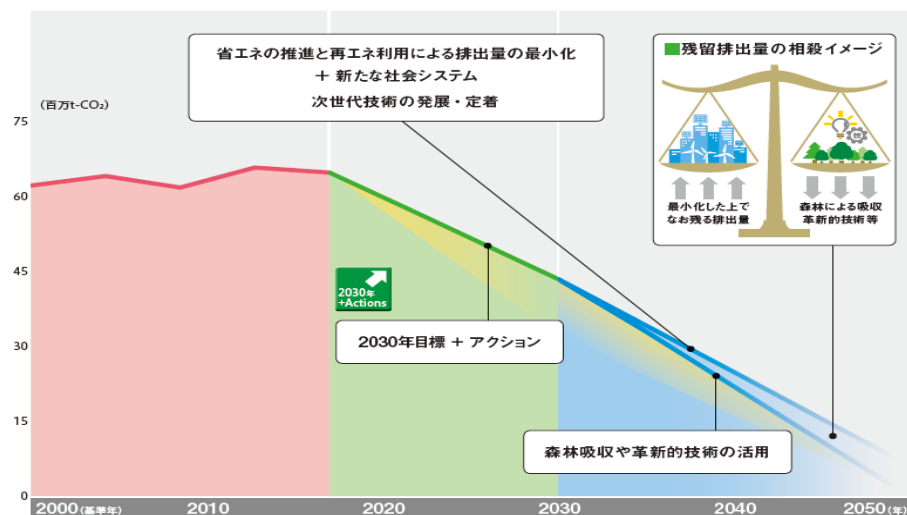 省エネの推進と再エネ利用による排出量の最小化
＋ 新たな社会システム
次世代技術の発展・定着
■残留排出量の相殺イメージ
技
最小化した上で
なお残る排出量
森林による吸収
革新的技術等
(百万t-CO₂)
75
60
45
30
15
0
2030年
+Actions
2030年目標 ＋ アクション
森林吸収や革新的技術の活用
2000(基準年) 2010 2020 2030 2040 2050(年)